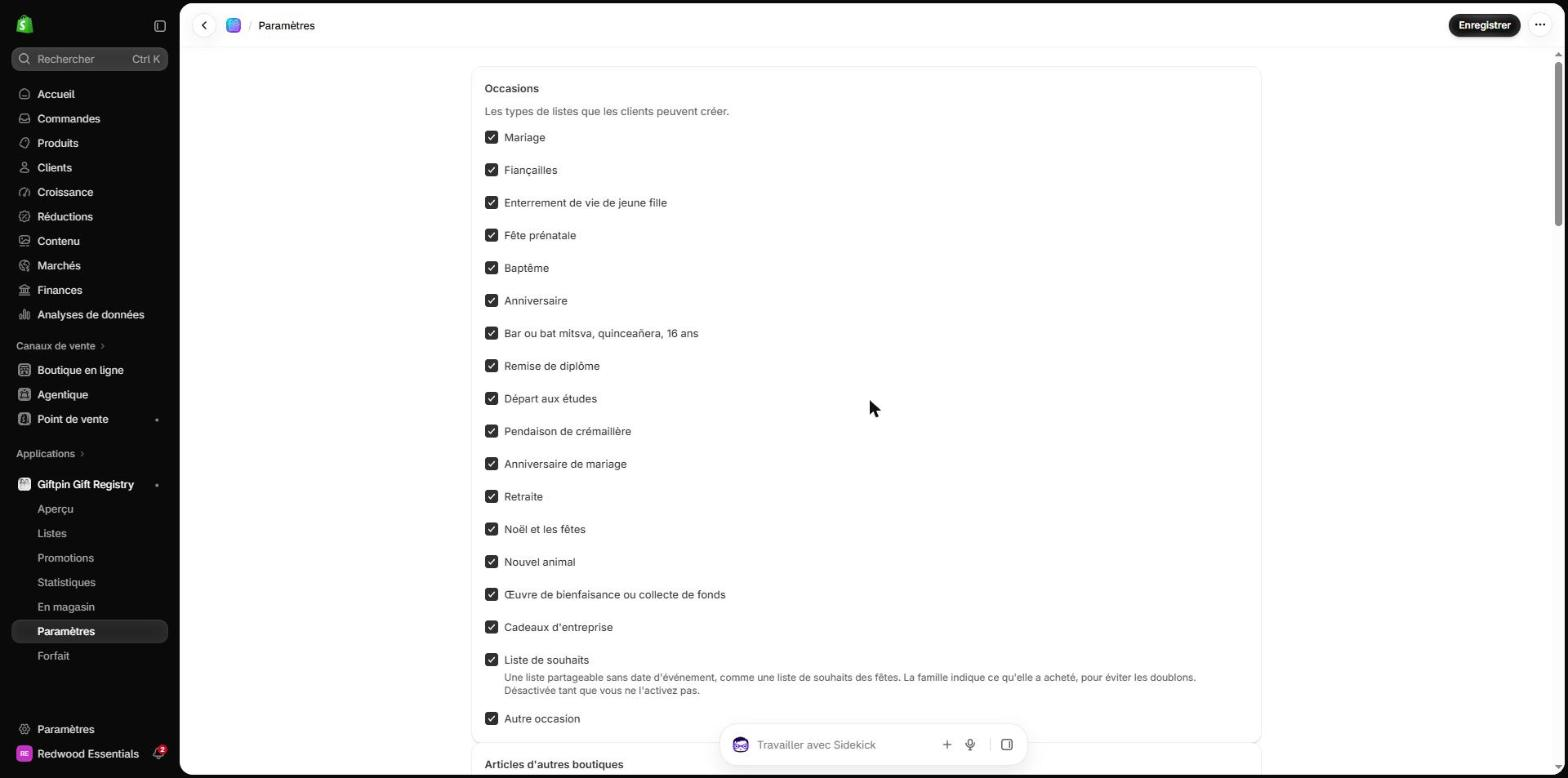 Rechercher Ctrl K
Accueil
Commandes
Produits
Clients
Croissance
Réductions
Contenu
Marchés
Finances
Analyses de données
Canaux de vente
Boutique en ligne
Agentique
Point de vente
Applications
Giftpin Gift Registry
Aperçu
Listes
Promotions
Statistiques
En magasin
Paramètres
Forfait
Paramètres
RE Redwood Essentials 2
/ Paramètres
Enregistrer
Occasions
Les types de listes que les clients peuvent créer.
Mariage
Fiançailles
Enterrement de vie de jeune fille
Fête prénatale
Baptême
Anniversaire
Bar ou bat mitsva, quinceañera, 16 ans
Remise de diplôme
Départ aux études
Pendaison de crémaillère
Anniversaire de mariage
Retraite
Noël et les fêtes
Nouvel animal
Œuvre de bienfaisance ou collecte de fonds
Cadeaux d'entreprise
Liste de souhaits
Une liste partageable sans date d'événement, comme une liste de souhaits des fêtes. La famille indique ce qu'elle a acheté, pour éviter les doublons.
Désactivée tant que vous ne l'activez pas.
Autre occasion
Travailler avec Sidekick
Articles d'autres boutiques